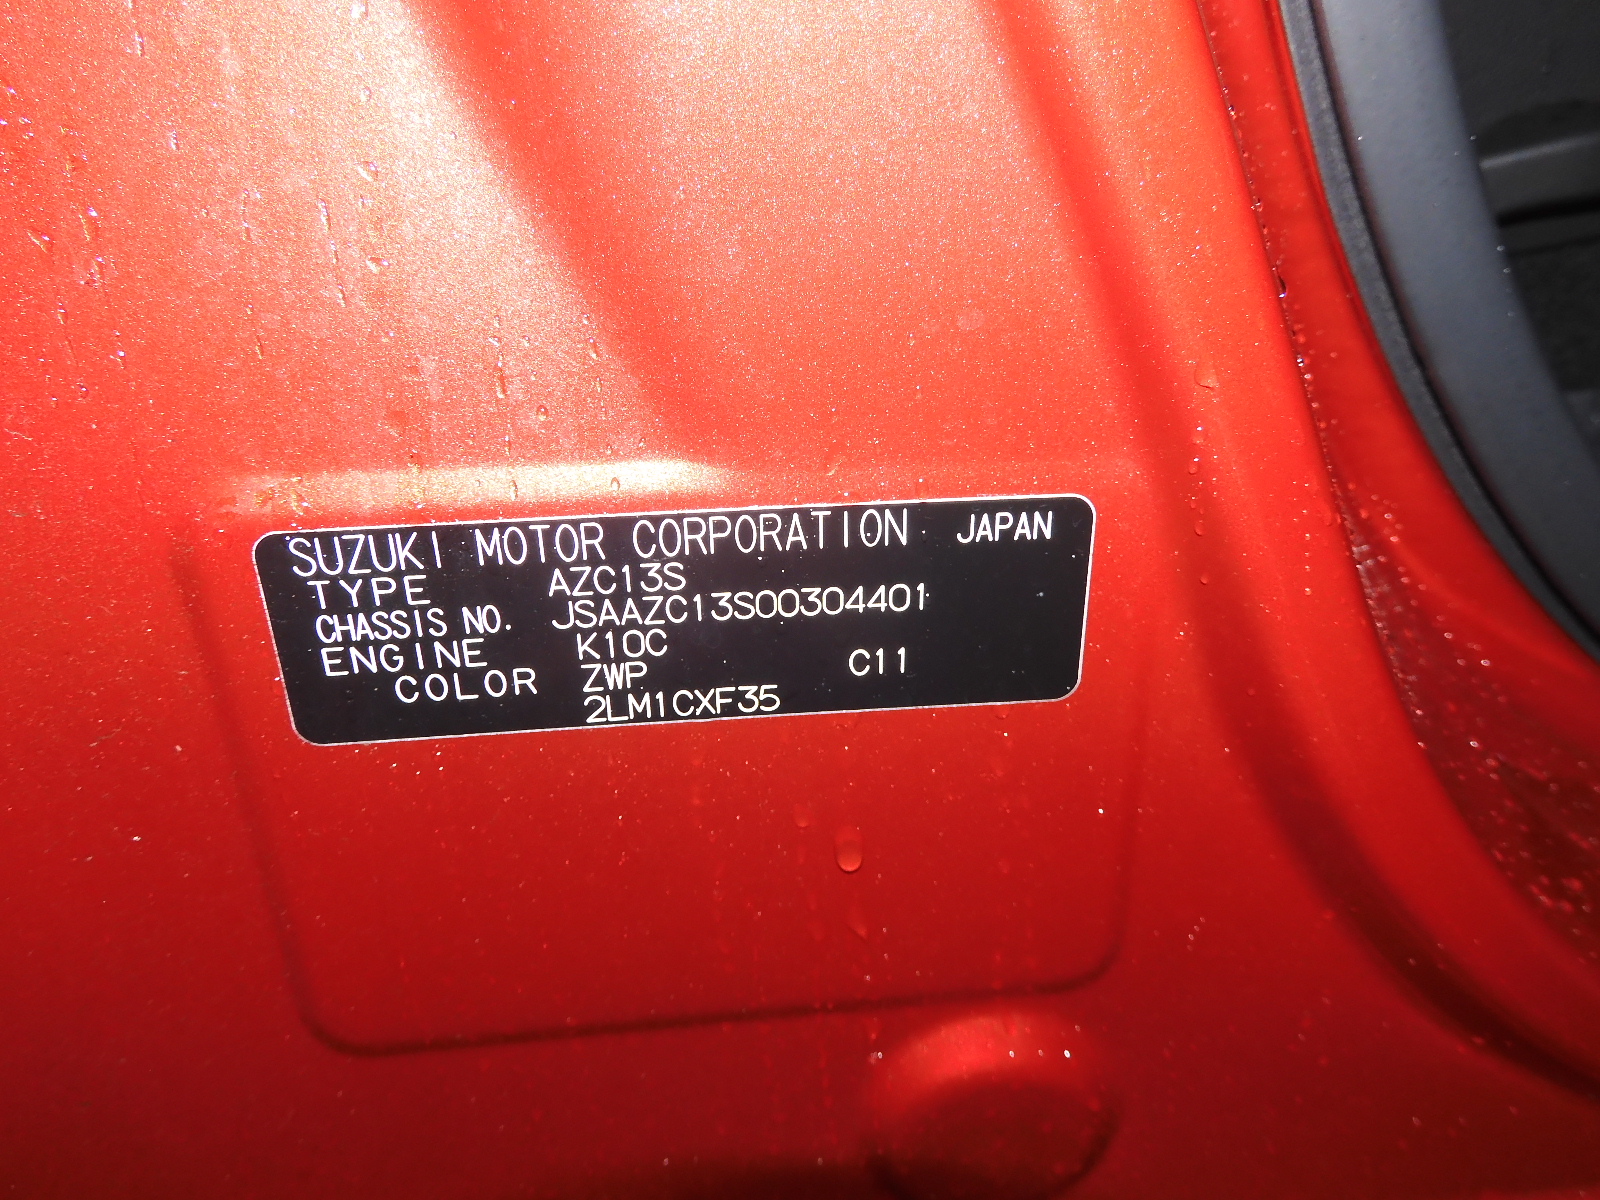 SUZUKI MOTOR CORPORATION JAPAN
TYPE AZC13S
CHASSIS NO. JSAAZC13S00304401
ENGINE K10C
COLOR ZWP C11
2LM1CXF35